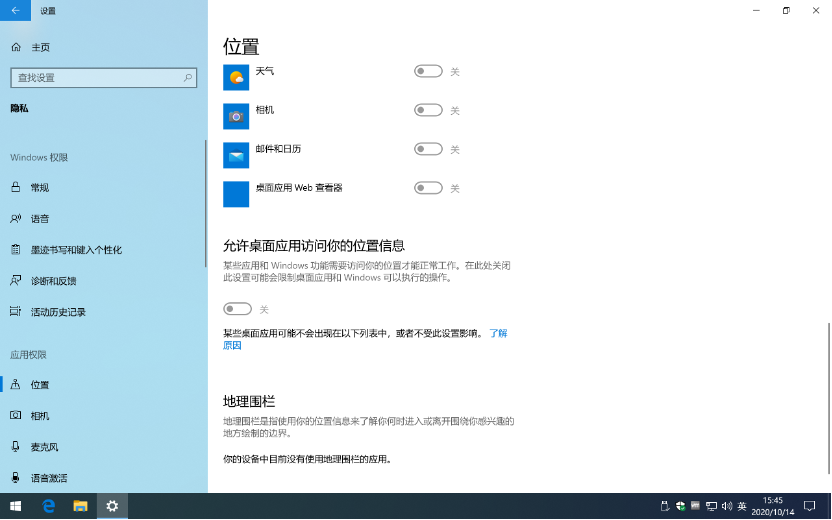 设置
主页
查找设置
隐私
Windows 权限
常规
语音
墨迹书写和键入个性化
诊断和反馈
活动历史记录
应用权限
位置
相机
麦克风
语音激活
位置
天气 关
相机 关
邮件和日历 关
桌面应用 Web 查看器 关
允许桌面应用访问你的位置信息
某些应用和 Windows 功能需要访问你的位置才能正常工作。在此处关闭
此设置可能会限制桌面应用和 Windows 可以执行的操作。
关
某些桌面应用可能不会出现在以下列表中，或者不受此设置影响。 了解
原因
地理围栏
地理围栏是指使用你的位置信息来了解你何时进入或离开围绕你感兴趣的
地方绘制的边界。
你的设备中目前没有使用地理围栏的应用。
英
15:45
2020/10/14